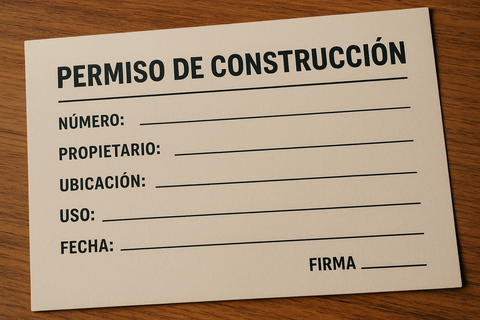 PERMISO DE CONSTRUCCIÓN
NÚMERO:
PROPIETARIO:
UBICACIÓN:
USO:
FECHA:
FIRMA